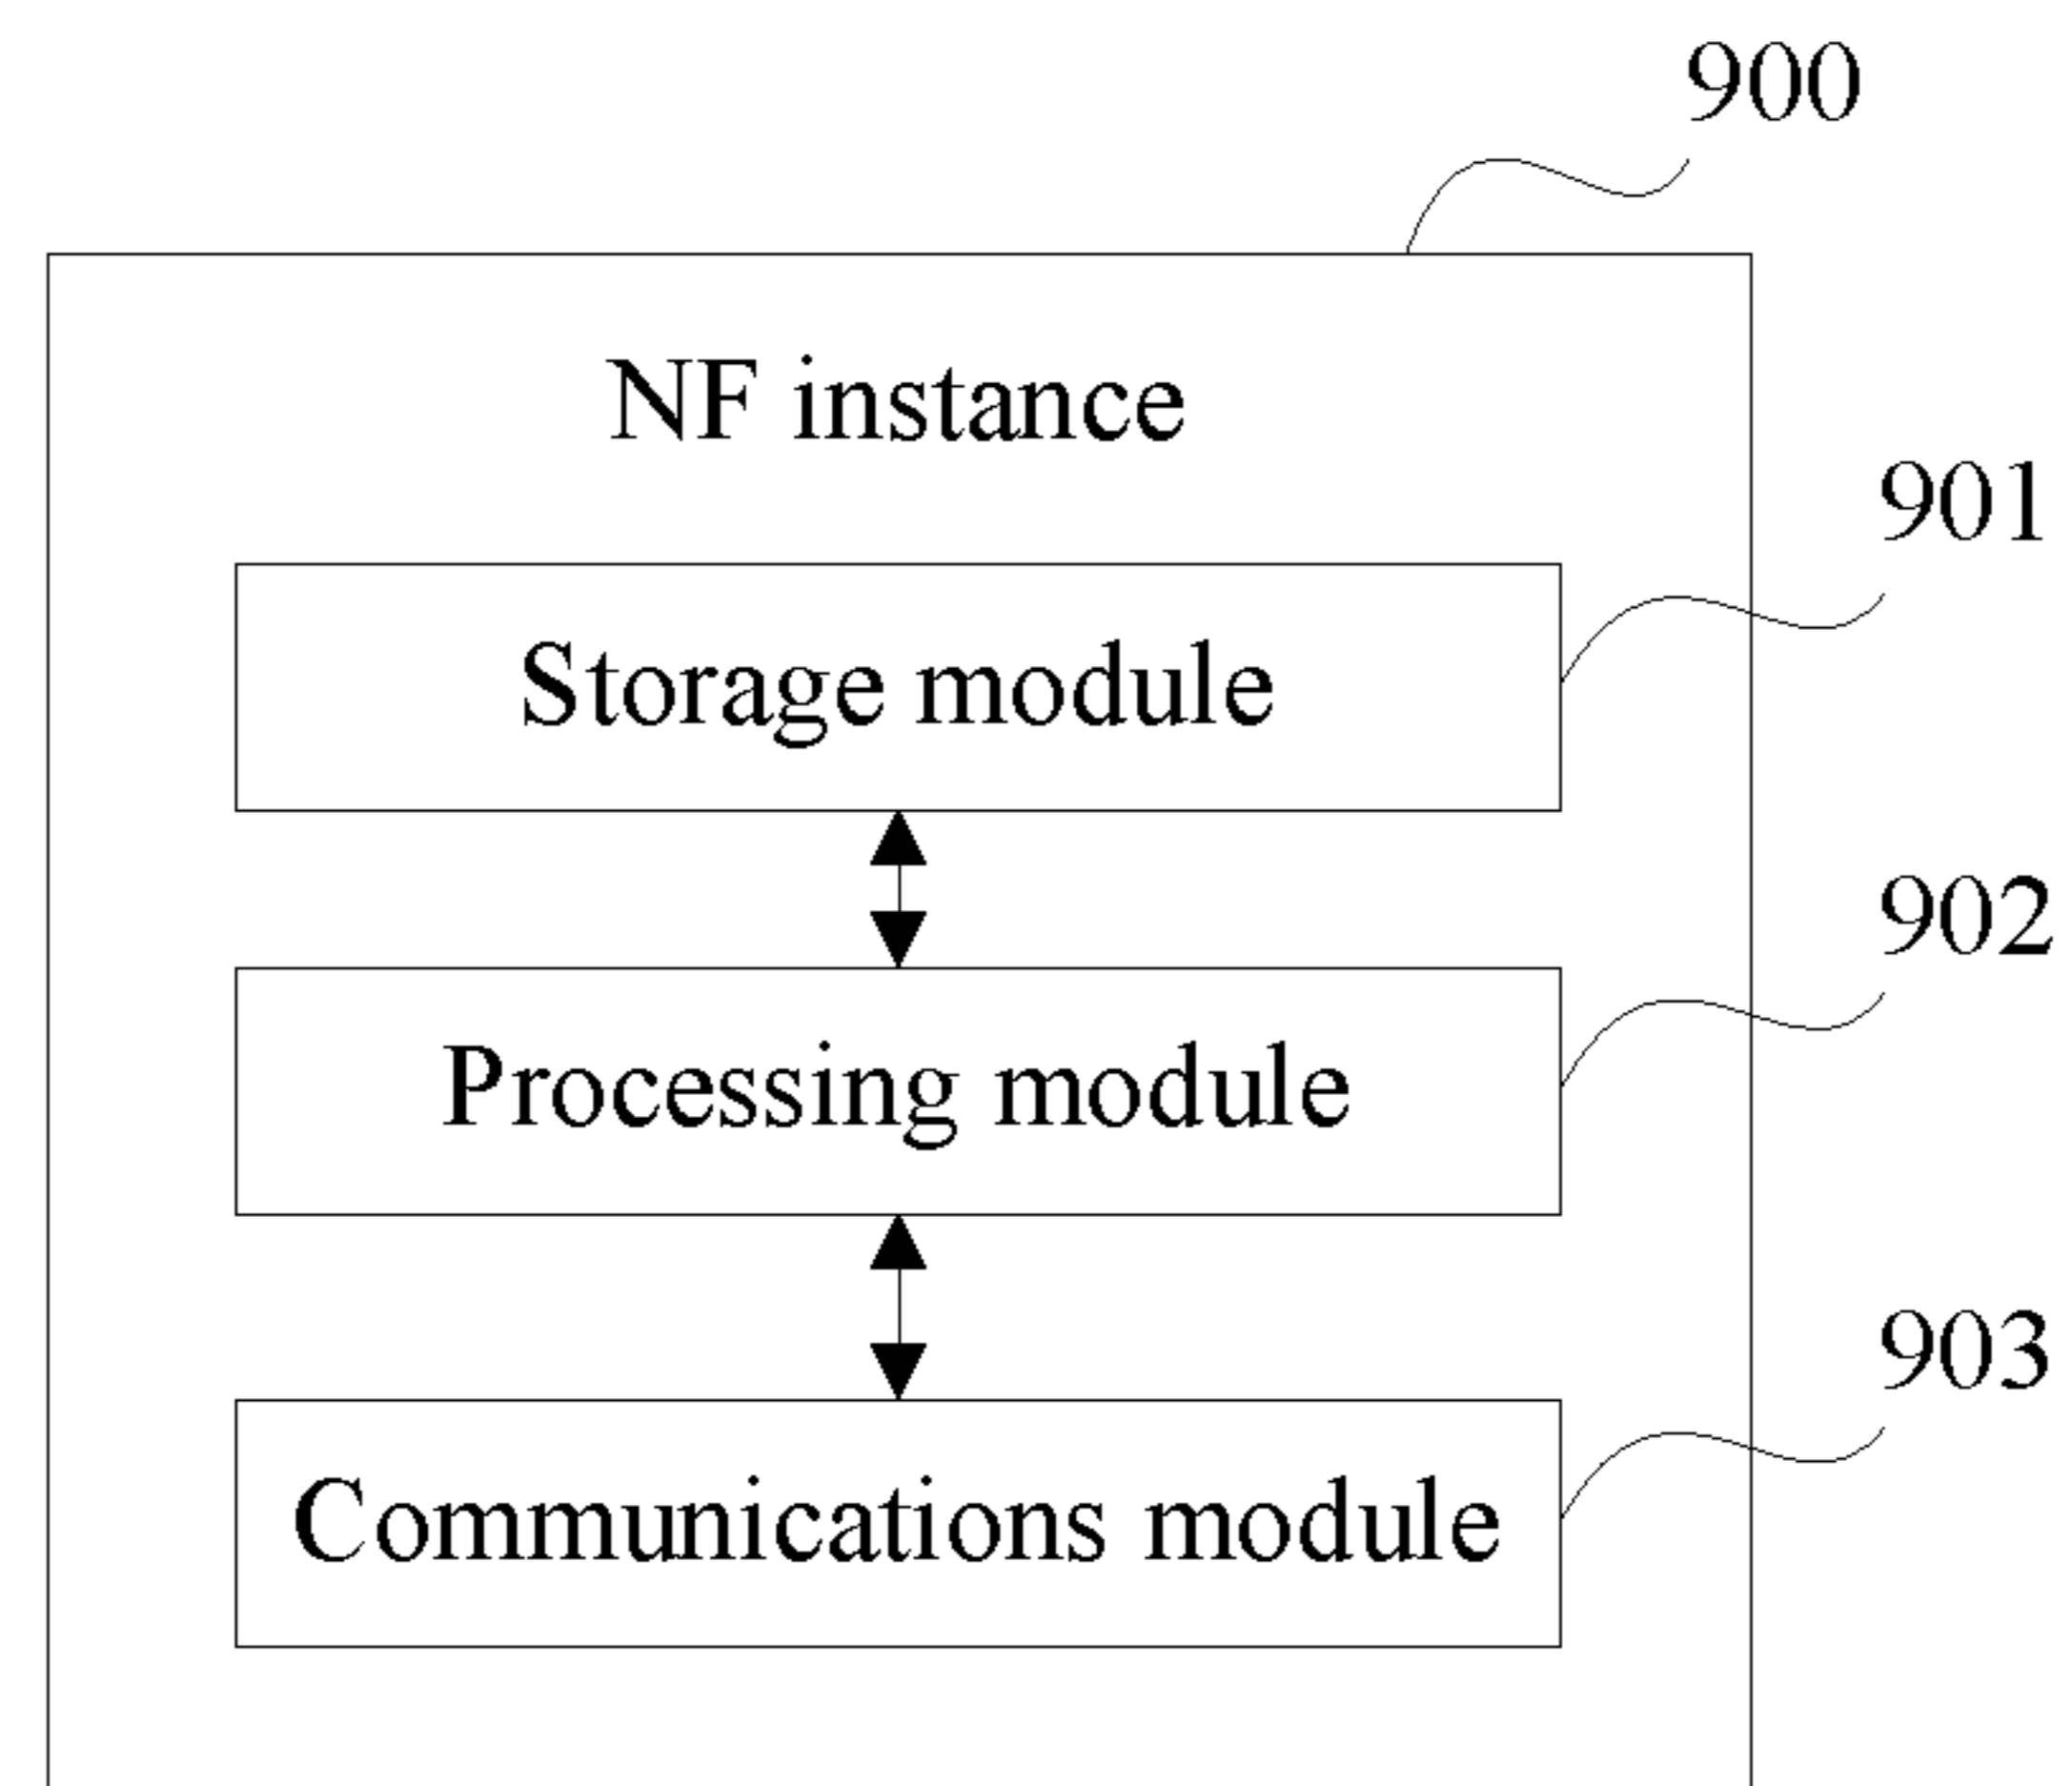 900
NF instance
901
Storage module
902
Processing module
903
Communications module